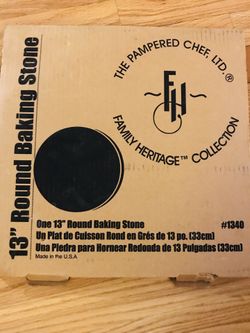 13" Round Baking Stone
THE PAMPERED CHEF, LTD.®
FH
FAMILY HERITAGE™ COLLECTION
One 13" Round Baking Stone #1340
Un Plat de Cuisson Rond en Grés de 13 po. (33cm)
Una Piedra para Hornear Redonda de 13 Pulgadas (33cm)
Made in the U.S.A